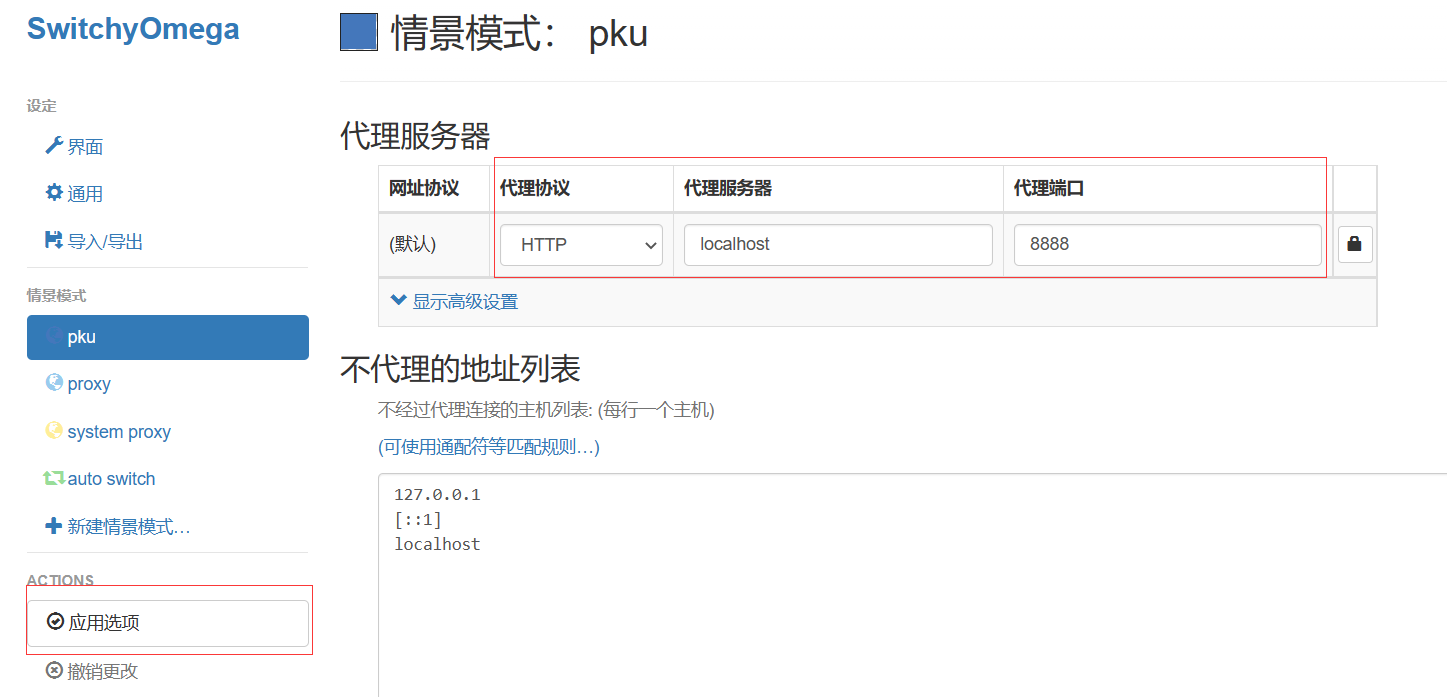 SwitchyOmega
设定
界面
通用
导入/导出
情景模式
pku
proxy
system proxy
auto switch
新建情景模式…
ACTIONS
应用选项
撤销更改
情景模式： pku
代理服务器
网址协议 代理协议 代理服务器 代理端口
(默认) HTTP localhost 8888
显示高级设置
不代理的地址列表
不经过代理连接的主机列表: (每行一个主机)
(可使用通配符等匹配规则…)
127.0.0.1
[::1]
localhost